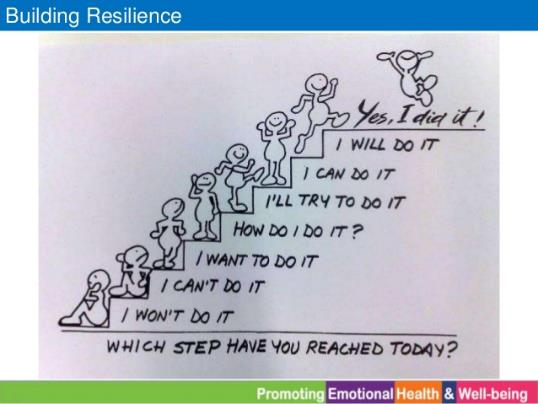 Building Resilience
Yes, I did it!
I WILL DO IT
I CAN DO IT
I'LL TRY TO DO IT
HOW DO I DO IT?
I WANT TO DO IT
I CAN'T DO IT
I WON'T DO IT
WHICH STEP HAVE YOU REACHED TODAY?
Promoting Emotional Health & Well-being